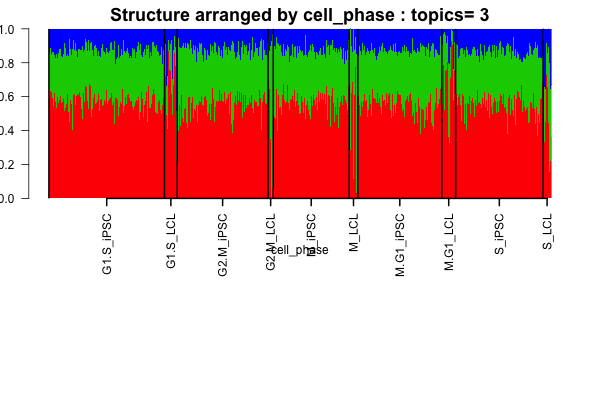 Structure arranged by cell_phase : topics= 3
1.0
0.8
0.6
0.4
0.2
0.0
G1.S_iPSC
G1.S_LCL
G2.M_iPSC
G2.M_LCL
M_iPSC
M_LCL
M.G1_iPSC
M.G1_LCL
S_iPSC
S_LCL
cell_phase